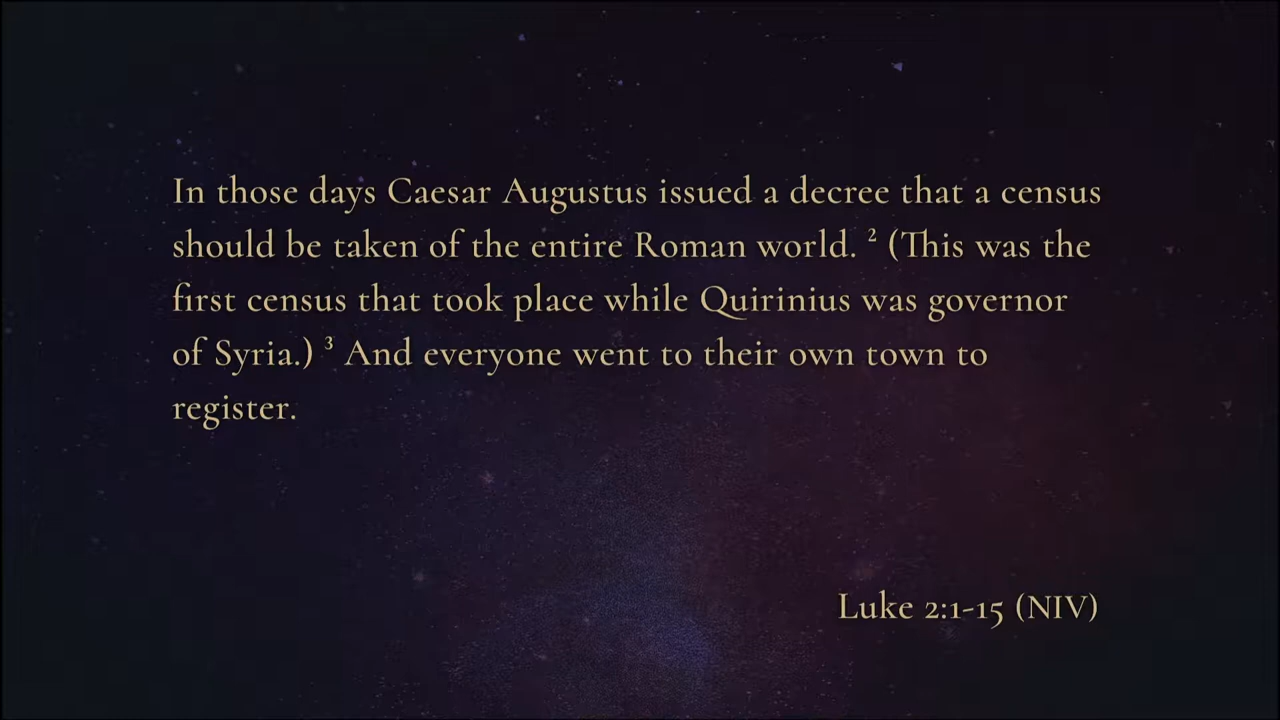 In those days Caesar Augustus issued a decree that a census
should be taken of the entire Roman world. ² (This was the
first census that took place while Quirinius was governor
of Syria.) ³ And everyone went to their own town to
register.
Luke 2:1-15 (NIV)